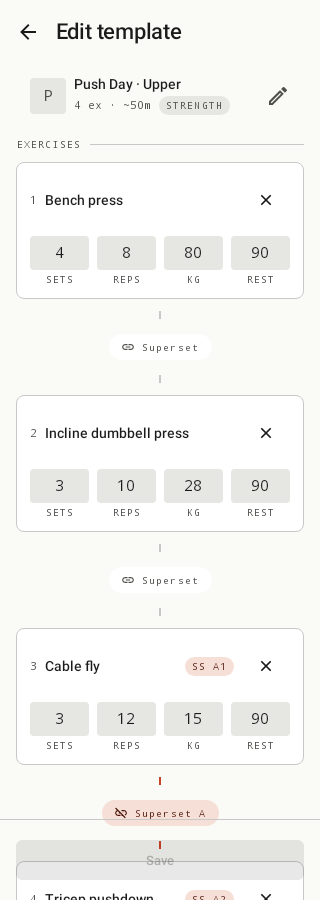 Edit template
P
Push Day · Upper
4 ex · ~50m STRENGTH
EXERCISES
1 Bench press
4 8 80 90
SETS REPS KG REST
Superset
2 Incline dumbbell press
3 10 28 90
SETS REPS KG REST
Superset
3 Cable fly SS A1
3 12 15 90
SETS REPS KG REST
Superset A
Save
4 Tricep pushdown SS A2